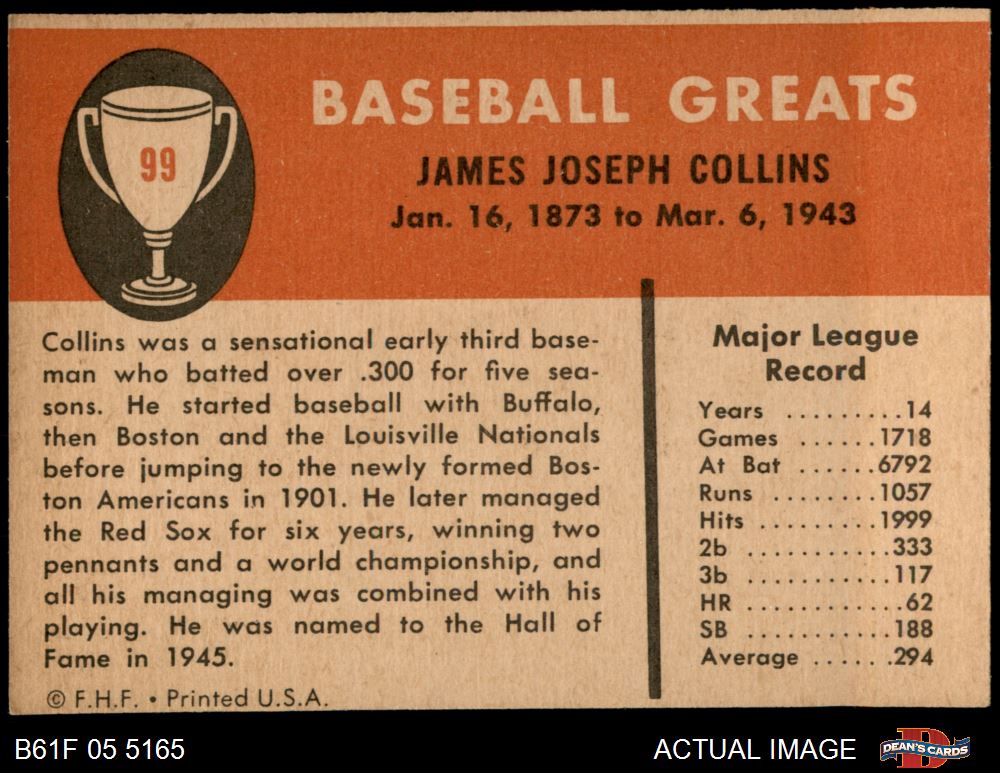 99
BASEBALL GREATS
JAMES JOSEPH COLLINS
Jan. 16, 1873 to Mar. 6, 1943
Collins was a sensational early third base-
man who batted over .300 for five sea-
sons. He started baseball with Buffalo,
then Boston and the Louisville Nationals
before jumping to the newly formed Bos-
ton Americans in 1901. He later managed
the Red Sox for six years, winning two
pennants and a world championship, and
all his managing was combined with his
playing. He was named to the Hall of
Fame in 1945.
© F.H.F. • Printed U.S.A.
Major League
Record
Years .........14
Games ......1718
At Bat ......6792
Runs ........1057
Hits .........1999
2b ...........333
3b ...........117
HR ............62
SB ...........188
Average ......294
B61F 05 5165
ACTUAL IMAGE
DEAN'S CARDS